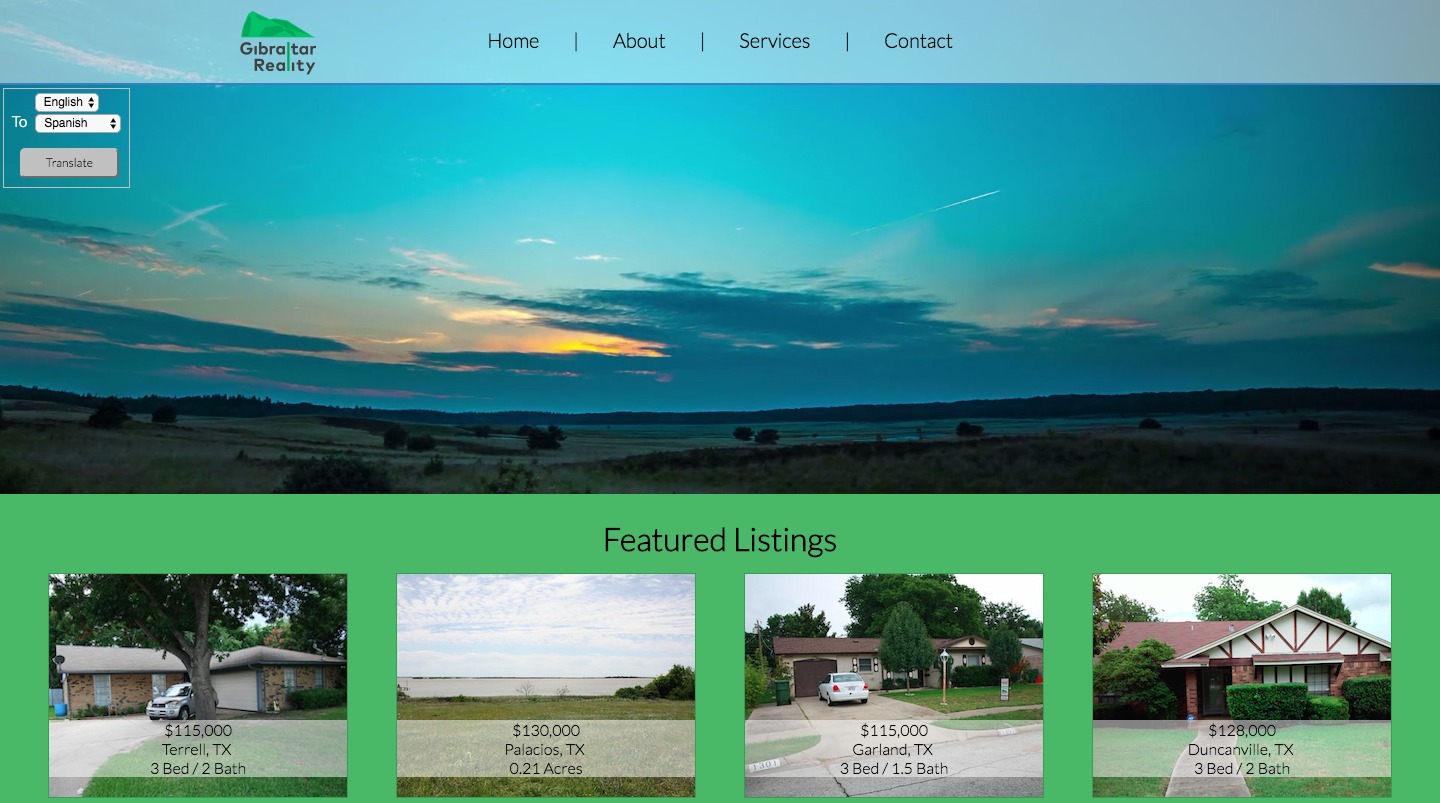 Gibraltar
Reality
Home | About | Services | Contact
English
To Spanish
Translate
Featured Listings
$115,000
Terrell, TX
3 Bed / 2 Bath
$130,000
Palacios, TX
0.21 Acres
1301
$115,000
Garland, TX
3 Bed / 1.5 Bath
$128,000
Duncanville, TX
3 Bed / 2 Bath